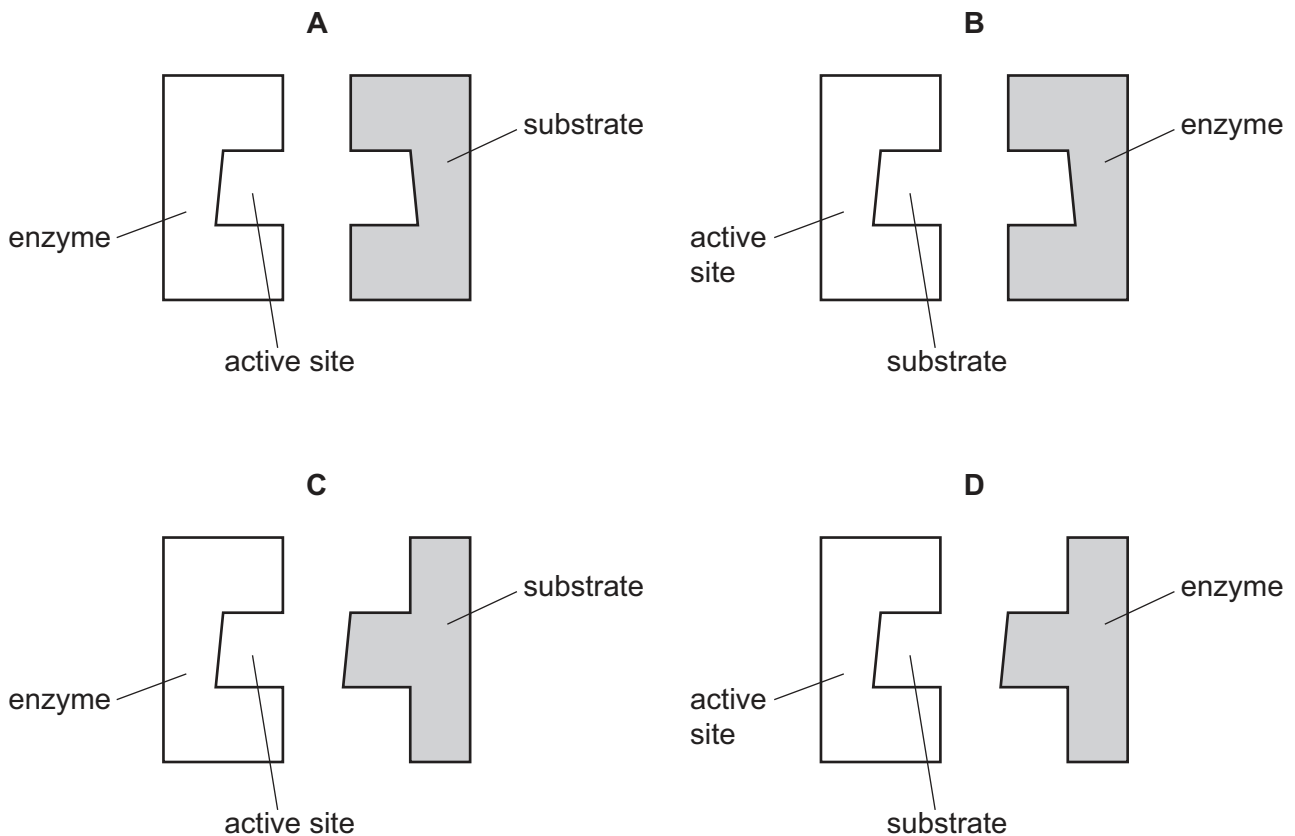 A
B
substrate
enzyme
enzyme
active
site
active site
substrate
C
D
substrate
enzyme
enzyme
active
site
active site
substrate